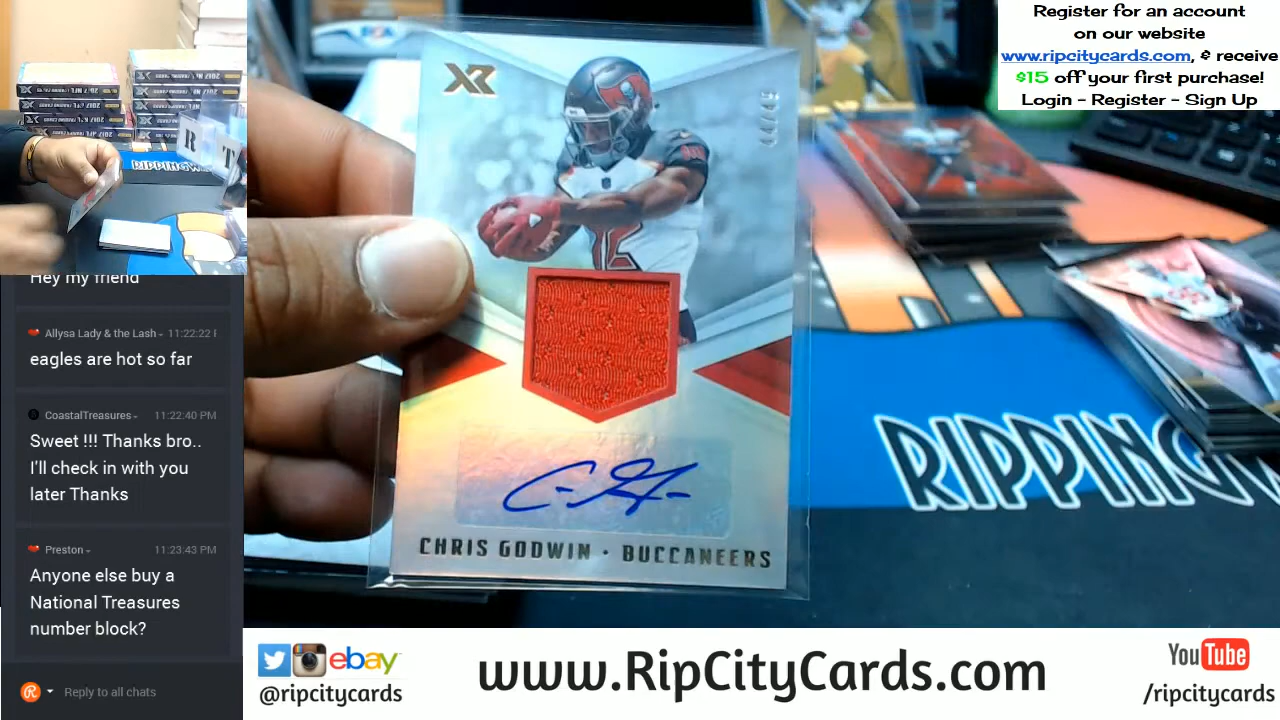 Register for an account
on our website
www.ripcitycards.com, & receive
$15 off your first purchase!
Login - Register - Sign Up
XR
44/49
R
T
RIPPINGW
Hey my friend
Allysa Lady & the Lash - 11:22:22
eagles are hot so far
CoastalTreasures - 11:22:40 PM
Sweet !!! Thanks bro..
I'll check in with you
later Thanks
Preston - 11:23:43 PM
Anyone else buy a
National Treasures
number block?
Reply to all chats
RIPPINGW
CHRIS GODWIN · BUCCANEERS
ebay
@ripcitycards
www.RipCityCards.com
YouTube
/ripcitycards